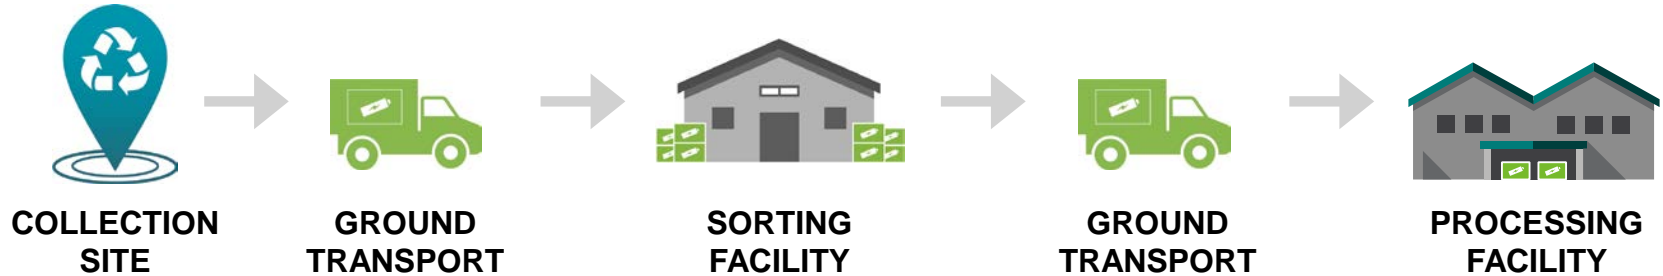 COLLECTION
SITE
GROUND
TRANSPORT
SORTING
FACILITY
GROUND
TRANSPORT
PROCESSING
FACILITY